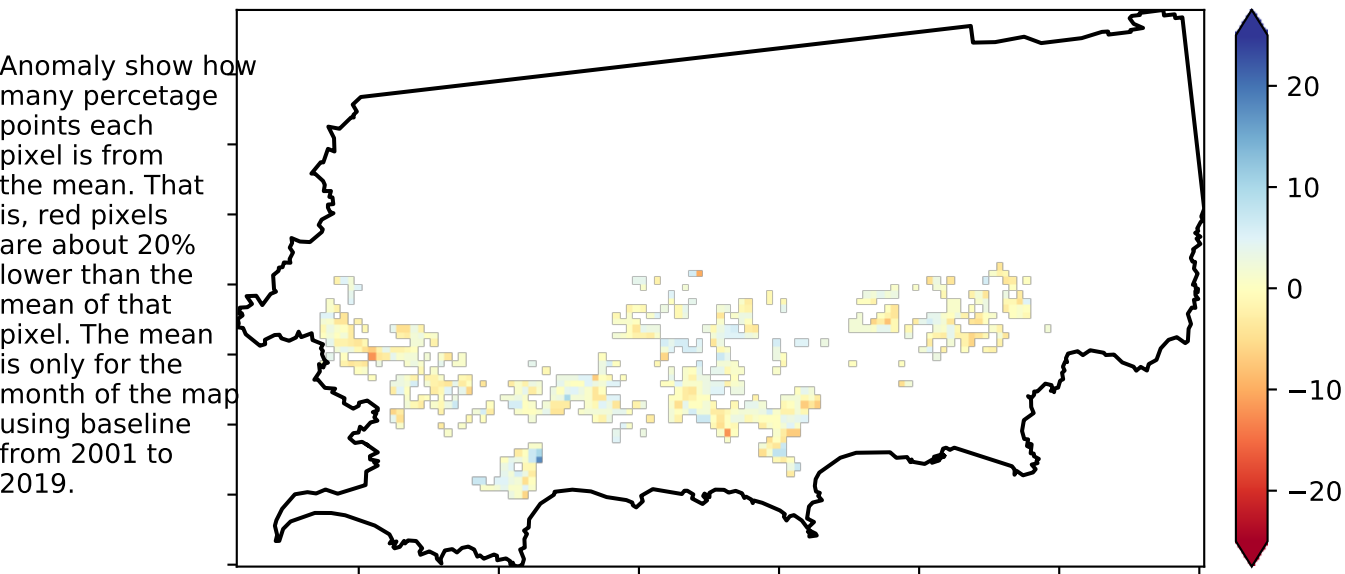 Anomaly show how
many percetage
points each
pixel is from
the mean. That
is, red pixels
are about 20%
lower than the
mean of that
pixel. The mean
is only for the
month of the map
using baseline
from 2001 to
2019.
20
10
0
−10
−20